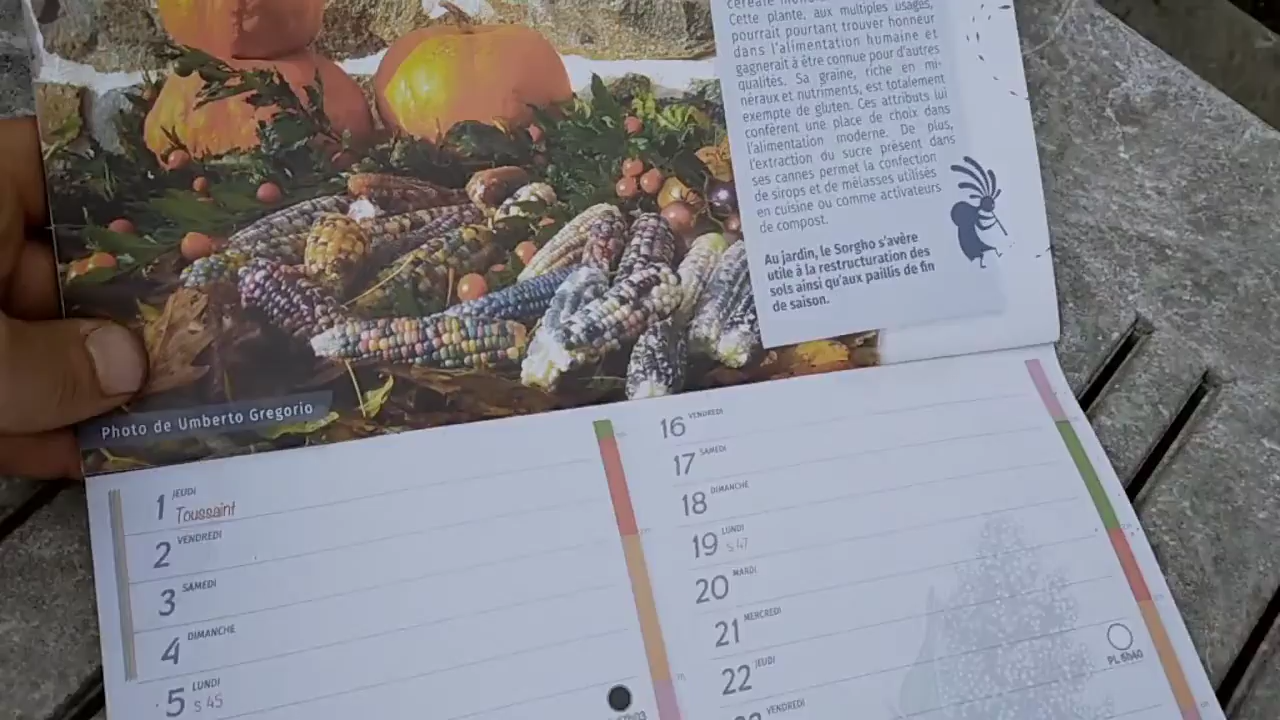 Cette plante, aux multiples usages,
pourrait pourtant trouver honneur
dans l'alimentation humaine et
gagnerait à être connue pour d'autres
qualités. Sa graine, riche en mi-
néraux et nutriments, est totalement
exempte de gluten. Ces attributs lui
confèrent une place de choix dans
l'alimentation moderne. De plus,
l'extraction du sucre présent dans
ses cannes permet la confection
de sirops et de mélasses utilisés
en cuisine ou comme activateurs
de compost.
Au jardin, le Sorgho s'avère
utile à la restructuration des
sols ainsi qu'aux paillis de fin
de saison.
Photo de Umberto Gregorio
1 JEUDI
Toussaint
2 VENDREDI
3 SAMEDI
4 DIMANCHE
5 LUNDI
S 45
16 VENDREDI
17 SAMEDI
18 DIMANCHE
19 LUNDI
S 47
20 MARDI
21 MERCREDI
22 JEUDI
PL 6h40
VENDREDI